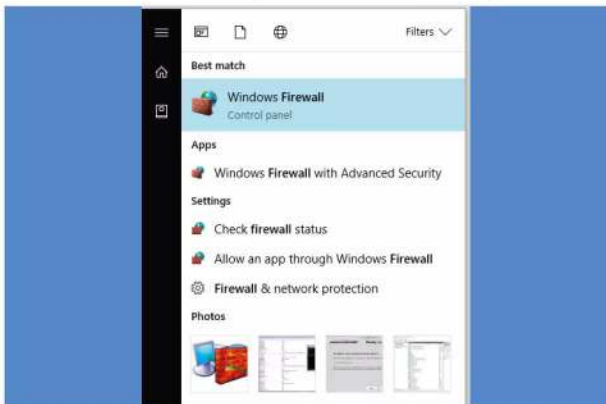 Filters
Best match
Windows Firewall
Control panel
Apps
Windows Firewall with Advanced Security
Settings
Check firewall status
Allow an app through Windows Firewall
Firewall & network protection
Photos